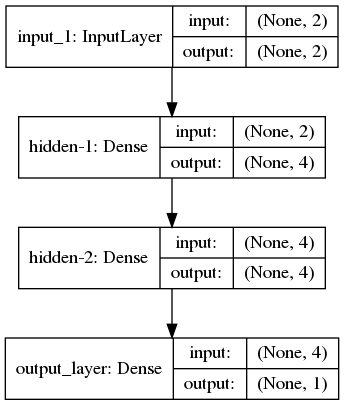 input_1: InputLayer
input: (None, 2)
output: (None, 2)
hidden-1: Dense
input: (None, 2)
output: (None, 4)
hidden-2: Dense
input: (None, 4)
output: (None, 4)
output_layer: Dense
input: (None, 4)
output: (None, 1)